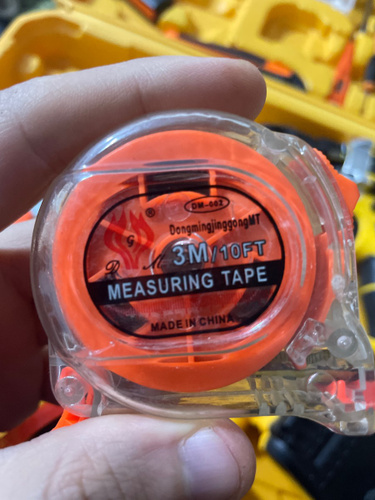 DM-002
G ®
DongmingjinggongMT
D M 3M/10FT
MEASURING TAPE
MADE IN CHINA